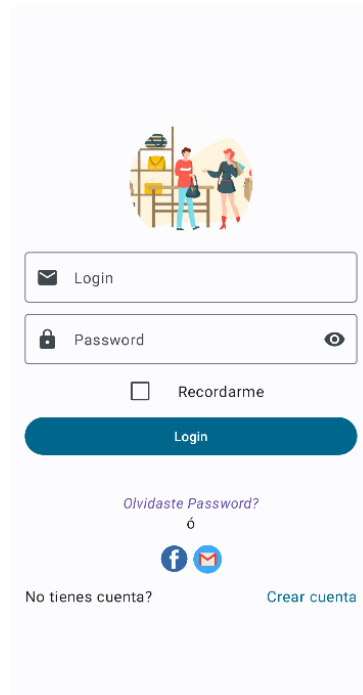 Login
Password
Recordarme
Login
Olvidaste Password?
ó
No tienes cuenta? Crear cuenta